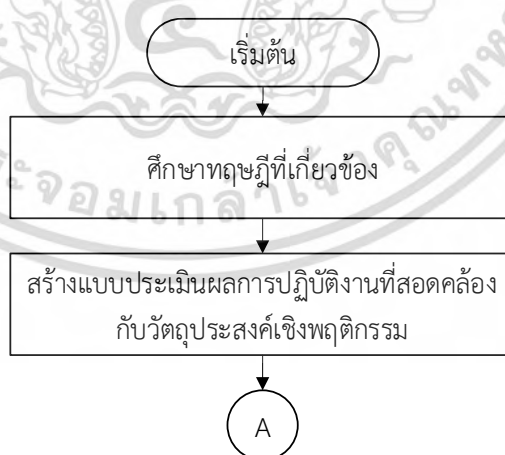 เริ่มต้น
ศึกษาทฤษฎีที่เกี่ยวข้อง
สร้างแบบประเมินผลการปฏิบัติงานที่สอดคล้อง
กับวัตถุประสงค์เชิงพฤติกรรม
A